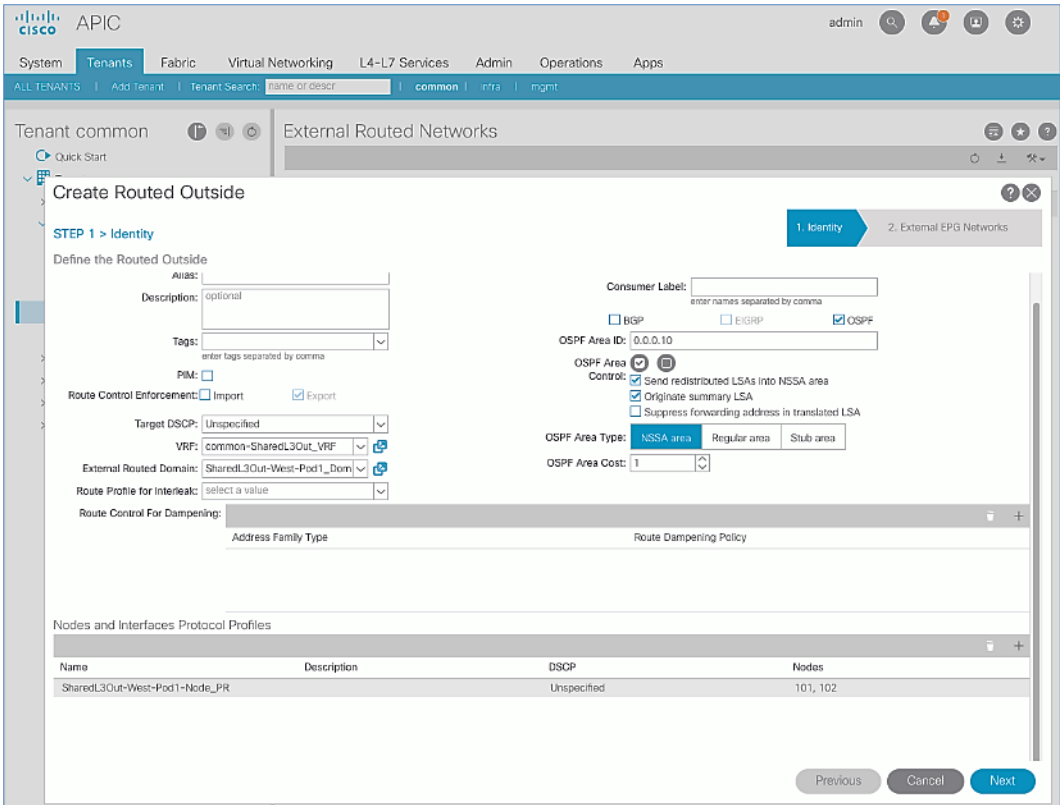 cisco APIC admin 1
System Tenants Fabric Virtual Networking L4-L7 Services Admin Operations Apps
ALL TENANTS | Add Tenant | Tenant Search: name or descr | common | infra | mgmt
Tenant common External Routed Networks
Quick Start
Create Routed Outside
STEP 1 > Identity 1. Identity 2. External EPG Networks
Define the Routed Outside
Alias:
Description: optional
Consumer Label:
enter names separated by comma
BGP EIGRP OSPF
Tags:
enter tags separated by comma
OSPF Area ID: 0.0.0.10
PIM:
OSPF Area
Control: Send redistributed LSAs into NSSA area
Originate summary LSA
Suppress forwarding address in translated LSA
Route Control Enforcement: Import Export
Target DSCP: Unspecified
OSPF Area Type: NSSA area Regular area Stub area
VRF: common-SharedL3Out_VRF
OSPF Area Cost: 1
External Routed Domain: SharedL3Out-West-Pod1_Dom
Route Profile for Interleak: select a value
Route Control For Dampening:
Address Family Type Route Dampening Policy
Nodes and Interfaces Protocol Profiles
Name Description DSCP Nodes
SharedL3Out-West-Pod1-Node_PR Unspecified 101, 102
Previous Cancel Next